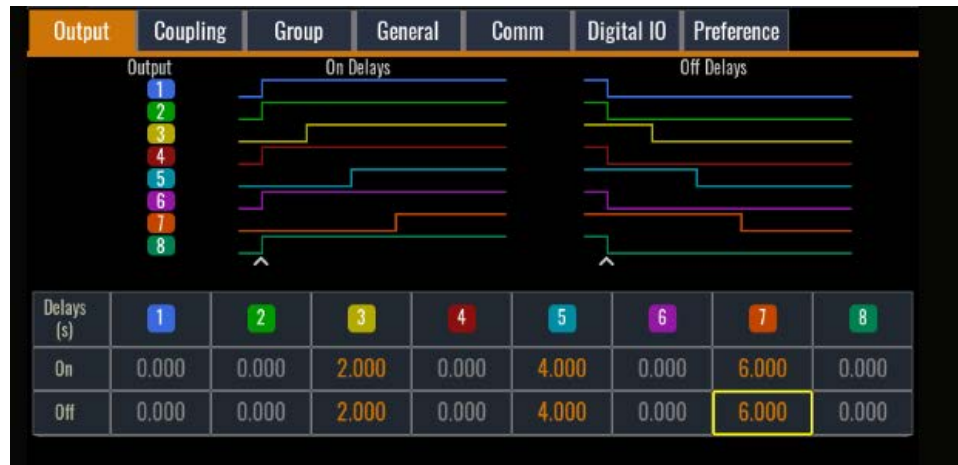 Output Coupling Group General Comm Digital IO Preference
Output On Delays Off Delays
1
2
3
4
5
6
7
8
Delays (s) 1 2 3 4 5 6 7 8
On 0.000 0.000 2.000 0.000 4.000 0.000 6.000 0.000
Off 0.000 0.000 2.000 0.000 4.000 0.000 6.000 0.000